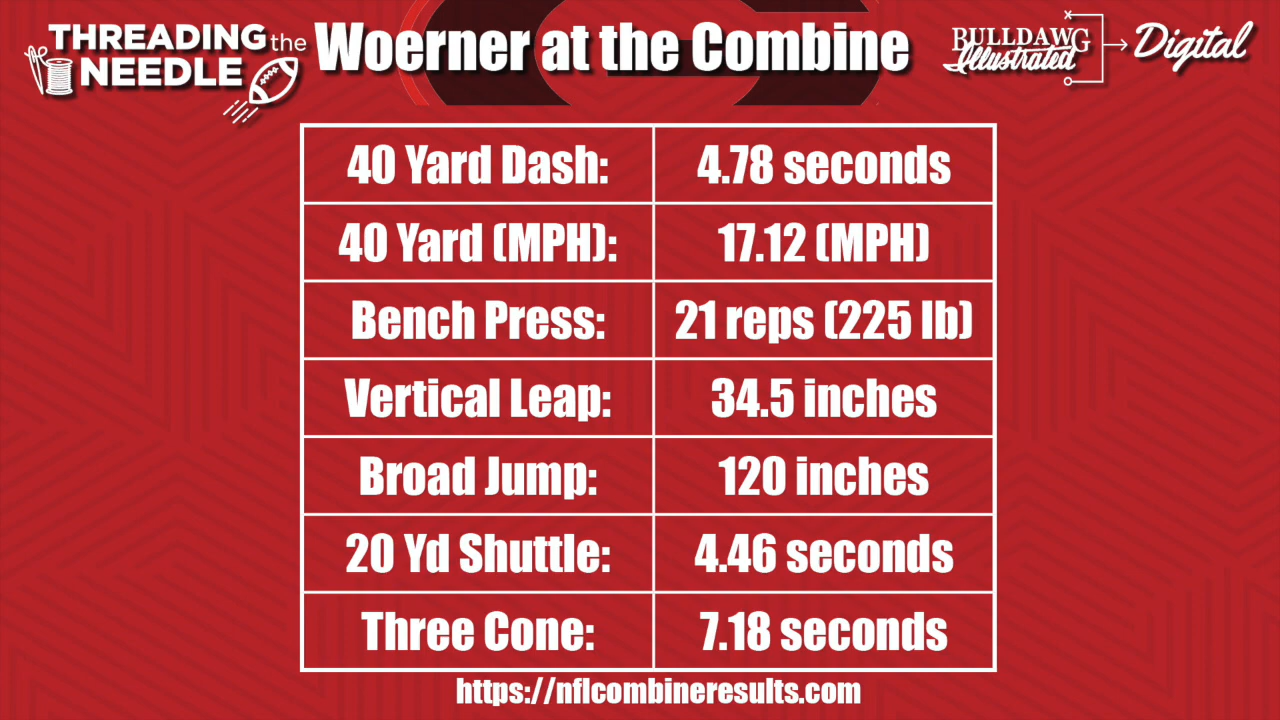 THREADING the
NEEDLE
Woerner at the Combine
BULLDAWG
Illustrated
Digital
40 Yard Dash: 4.78 seconds
40 Yard (MPH): 17.12 (MPH)
Bench Press: 21 reps (225 lb)
Vertical Leap: 34.5 inches
Broad Jump: 120 inches
20 Yd Shuttle: 4.46 seconds
Three Cone: 7.18 seconds
https://nflcombineresults.com